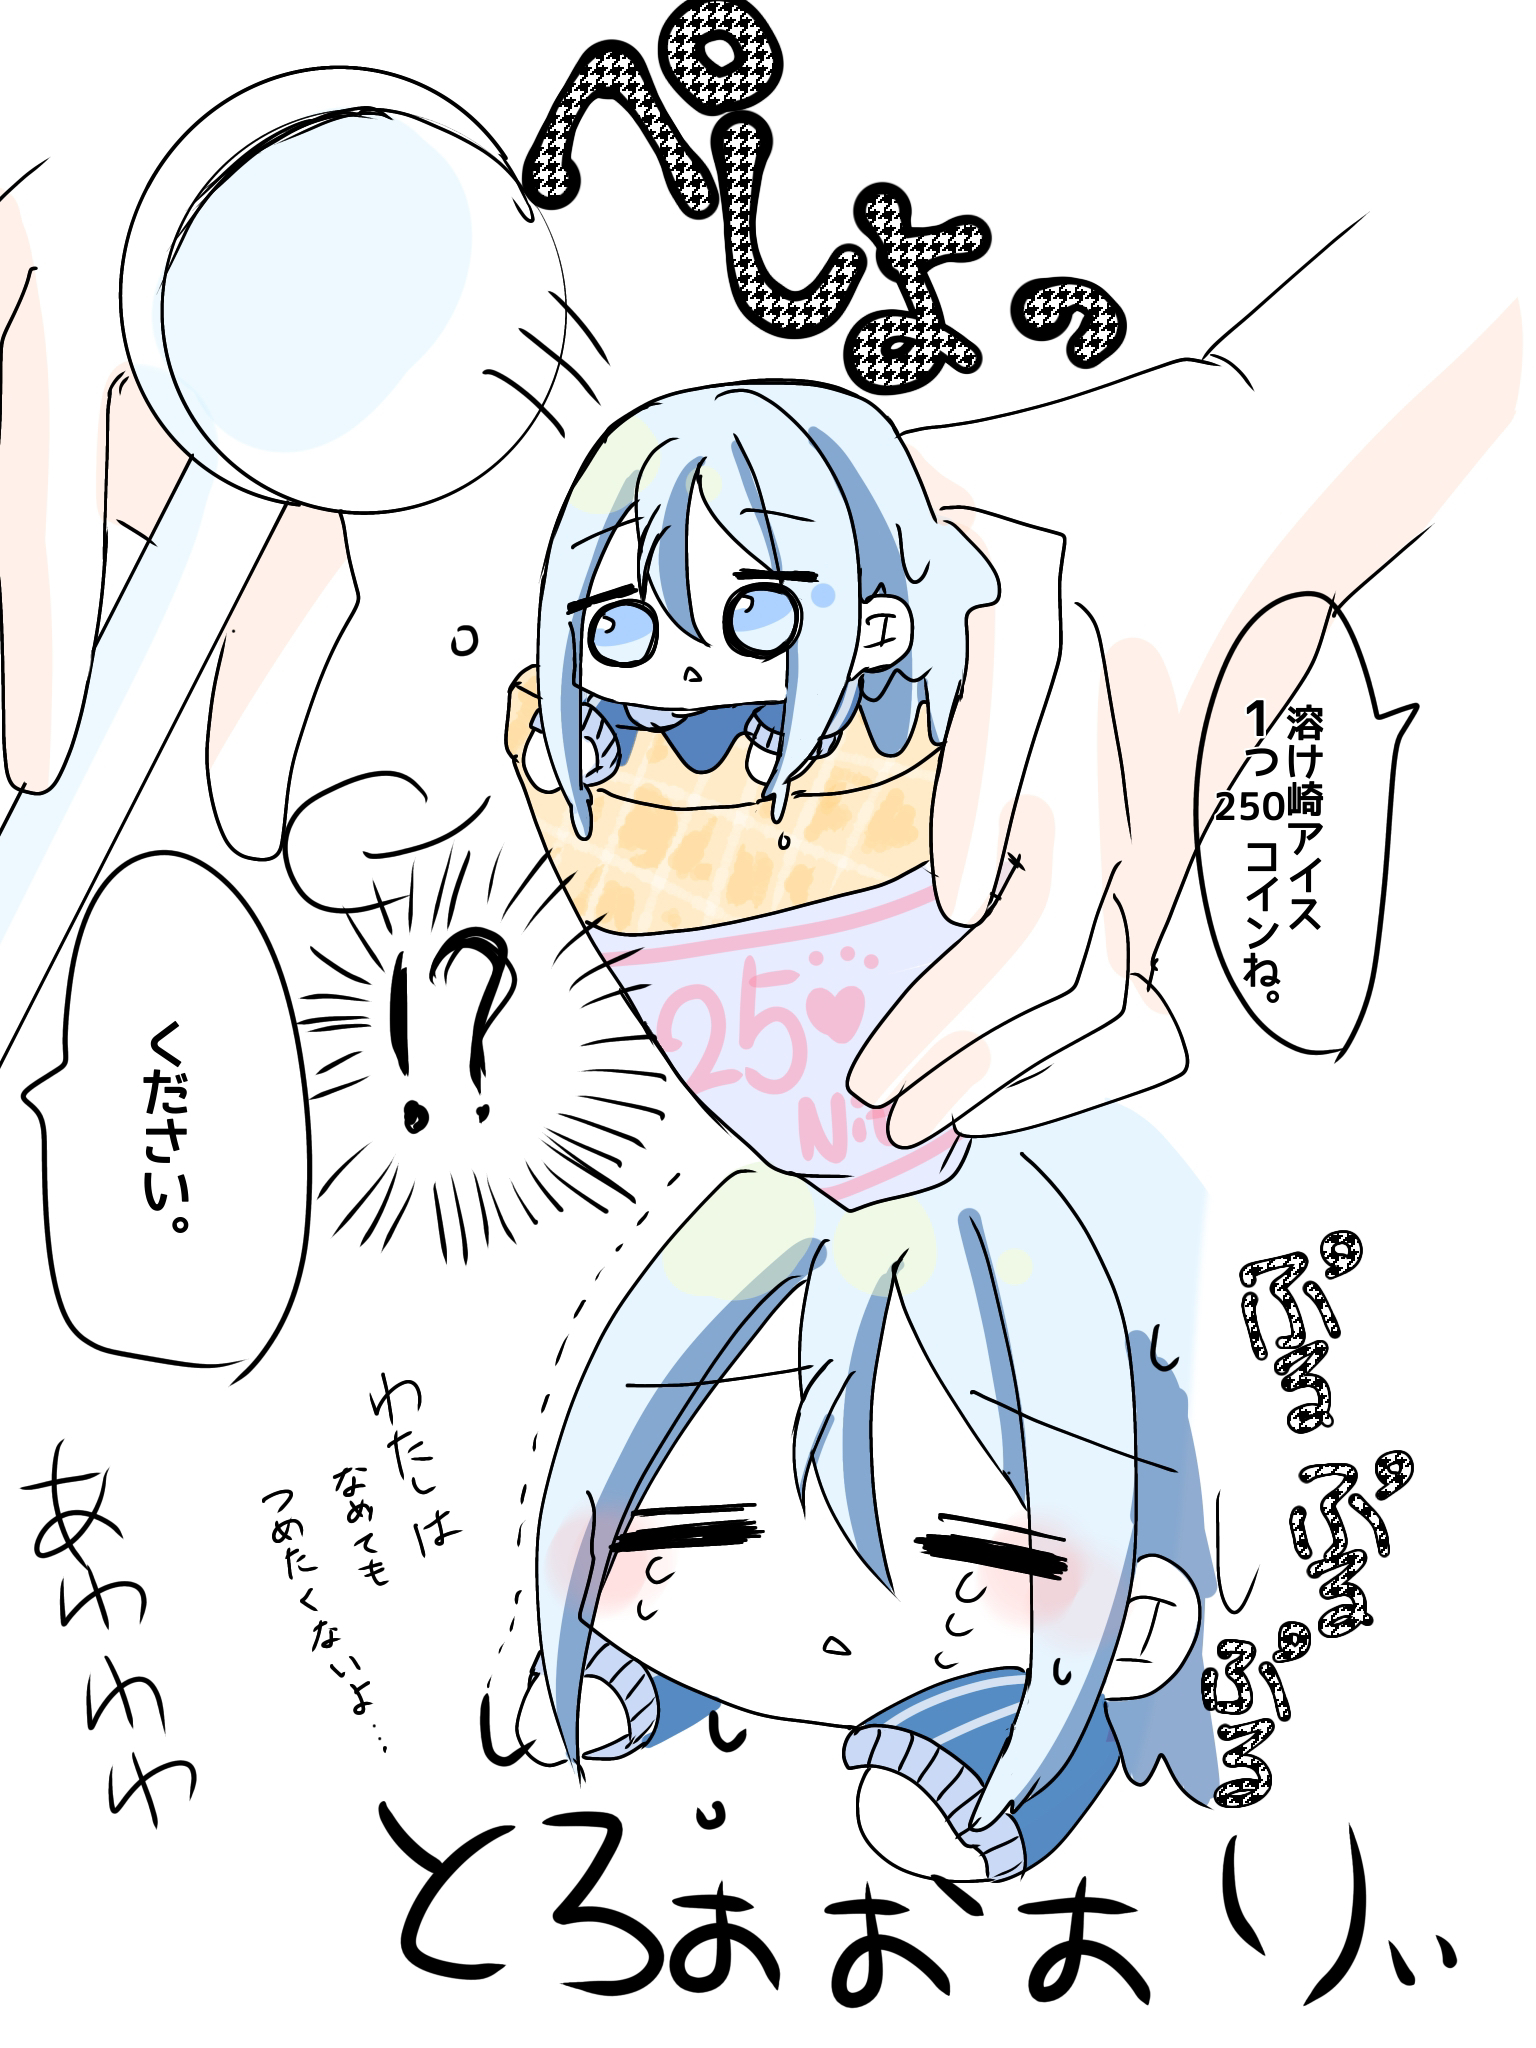 ぺしょっ
溶け崎アイス
1つ250コインね。
ください。
!?
250♥
Ni
わたしは
なめても
つめたくないよ…
あわわわ
ぷるぷるぷる
とろぉぉぉり